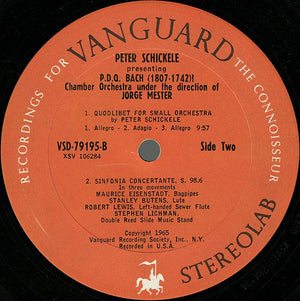 RECORDINGS FOR VANGUARD THE CONNOISSEUR
PETER SCHICKELE
presenting
P.D.Q. BACH (1807-1742)!
Chamber Orchestra under the direction of
JORGE MESTER
1. QUODLIBET FOR SMALL ORCHESTRA
by PETER SCHICKELE
1. Allegro - 2. Adagio - 3. Allegro 9:57
VSD-79195-B Side Two
XSV 106284
2. SINFONIA CONCERTANTE, S. 98.6
In three movements
MAURICE EISENSTADT, Bagpipes
STANLEY BUTENS, Lute
ROBERT LEWIS, Left-handed Sewer Flute
STEPHEN LICHMAN,
Double Reed Slide Music Stand
Copyright 1965
Vanguard Recording Society, Inc., N.Y.
Recorded in U.S.A.
STEREOLAB